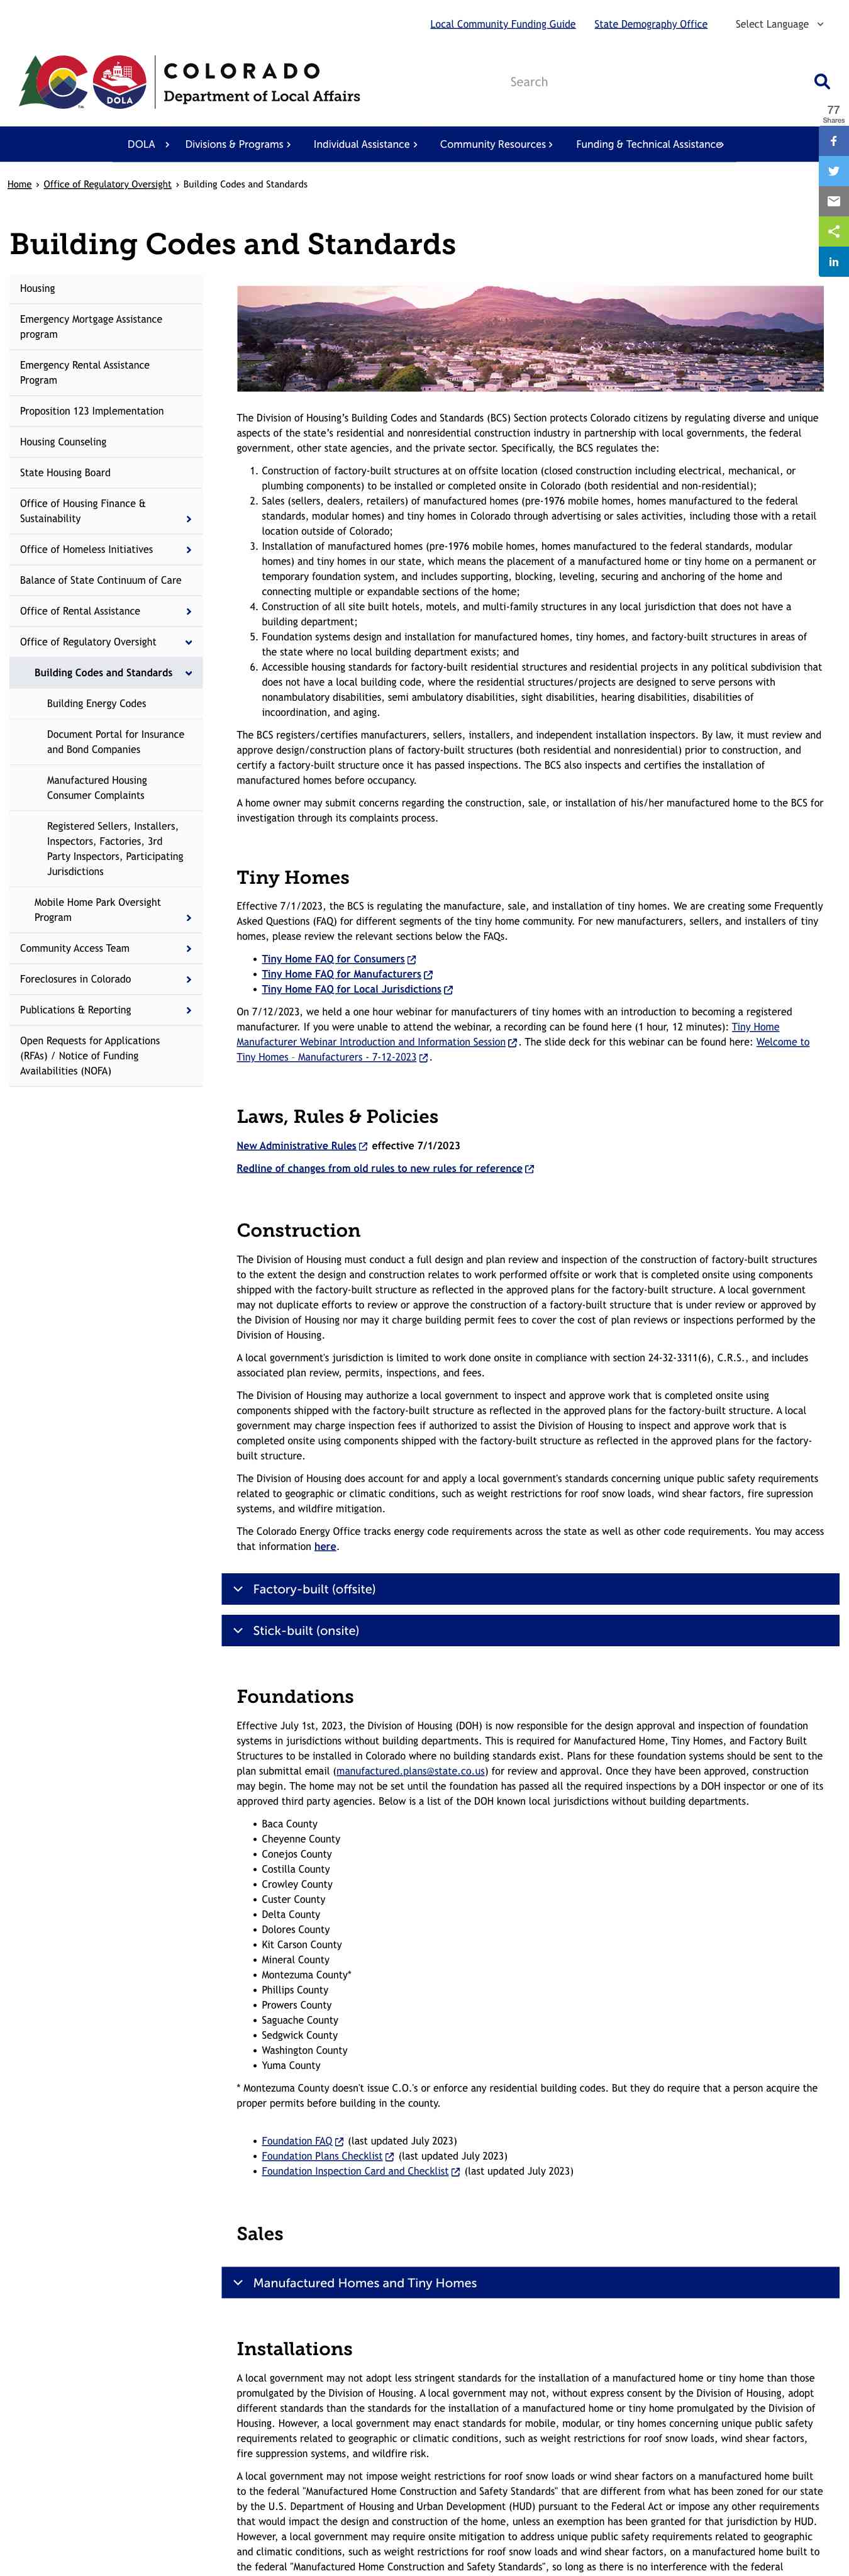 Local Community Funding Guide State Demography Office Select Language
COLORADO
Department of Local Affairs
DOLA
Search
77
Shares
DOLA Divisions & Programs Individual Assistance Community Resources Funding & Technical Assistance
Home › Office of Regulatory Oversight › Building Codes and Standards
Building Codes and Standards
Housing
Emergency Mortgage Assistance
program
Emergency Rental Assistance
Program
Proposition 123 Implementation
Housing Counseling
State Housing Board
Office of Housing Finance &
Sustainability
Office of Homeless Initiatives
Balance of State Continuum of Care
Office of Rental Assistance
Office of Regulatory Oversight
Building Codes and Standards
Building Energy Codes
Document Portal for Insurance
and Bond Companies
Manufactured Housing
Consumer Complaints
Registered Sellers, Installers,
Inspectors, Factories, 3rd
Party Inspectors, Participating
Jurisdictions
Mobile Home Park Oversight
Program
Community Access Team
Foreclosures in Colorado
Publications & Reporting
Open Requests for Applications
(RFAs) / Notice of Funding
Availabilities (NOFA)
The Division of Housing's Building Codes and Standards (BCS) Section protects Colorado citizens by regulating diverse and unique
aspects of the state's residential and nonresidential construction industry in partnership with local governments, the federal
government, other state agencies, and the private sector. Specifically, the BCS regulates the:
1. Construction of factory-built structures at on offsite location (closed construction including electrical, mechanical, or
plumbing components) to be installed or completed onsite in Colorado (both residential and non-residential);
2. Sales (sellers, dealers, retailers) of manufactured homes (pre-1976 mobile homes, homes manufactured to the federal
standards, modular homes) and tiny homes in Colorado through advertising or sales activities, including those with a retail
location outside of Colorado;
3. Installation of manufactured homes (pre-1976 mobile homes, homes manufactured to the federal standards, modular
homes) and tiny homes in our state, which means the placement of a manufactured home or tiny home on a permanent or
temporary foundation system, and includes supporting, blocking, leveling, securing and anchoring of the home and
connecting multiple or expandable sections of the home;
4. Construction of all site built hotels, motels, and multi-family structures in any local jurisdiction that does not have a
building department;
5. Foundation systems design and installation for manufactured homes, tiny homes, and factory-built structures in areas of
the state where no local building department exists; and
6. Accessible housing standards for factory-built residential structures and residential projects in any political subdivision that
does not have a local building code, where the residential structures/projects are designed to serve persons with
nonambulatory disabilities, semi ambulatory disabilities, sight disabilities, hearing disabilities, disabilities of
incoordination, and aging.
The BCS registers/certifies manufacturers, sellers, installers, and independent installation inspectors. By law, it must review and
approve design/construction plans of factory-built structures (both residential and nonresidential) prior to construction, and
certify a factory-built structure once it has passed inspections. The BCS also inspects and certifies the installation of
manufactured homes before occupancy.
A home owner may submit concerns regarding the construction, sale, or installation of his/her manufactured home to the BCS for
investigation through its complaints process.
Tiny Homes
Effective 7/1/2023, the BCS is regulating the manufacture, sale, and installation of tiny homes. We are creating some Frequently
Asked Questions (FAQ) for different segments of the tiny home community. For new manufacturers, sellers, and installers of tiny
homes, please review the relevant sections below the FAQs.
• Tiny Home FAQ for Consumers
• Tiny Home FAQ for Manufacturers
• Tiny Home FAQ for Local Jurisdictions
On 7/12/2023, we held a one hour webinar for manufacturers of tiny homes with an introduction to becoming a registered
manufacturer. If you were unable to attend the webinar, a recording can be found here (1 hour, 12 minutes): Tiny Home
Manufacturer Webinar Introduction and Information Session. The slide deck for this webinar can be found here: Welcome to
Tiny Homes – Manufacturers - 7-12-2023.
Laws, Rules & Policies
New Administrative Rules effective 7/1/2023
Redline of changes from old rules to new rules for reference
Construction
The Division of Housing must conduct a full design and plan review and inspection of the construction of factory-built structures
to the extent the design and construction relates to work performed offsite or work that is completed onsite using components
shipped with the factory-built structure as reflected in the approved plans for the factory-built structure. A local government
may not duplicate efforts to review or approve the construction of a factory-built structure that is under review or approved by
the Division of Housing nor may it charge building permit fees to cover the cost of plan reviews or inspections performed by the
Division of Housing.
A local government's jurisdiction is limited to work done onsite in compliance with section 24-32-3311(6), C.R.S., and includes
associated plan review, permits, inspections, and fees.
The Division of Housing may authorize a local government to inspect and approve work that is completed onsite using
components shipped with the factory-built structure as reflected in the approved plans for the factory-built structure. A local
government may charge inspection fees if authorized to assist the Division of Housing to inspect and approve work that is
completed onsite using components shipped with the factory-built structure as reflected in the approved plans for the factory-
built structure.
The Division of Housing does account for and apply a local government's standards concerning unique public safety requirements
related to geographic or climatic conditions, such as weight restrictions for roof snow loads, wind shear factors, fire supression
systems, and wildfire mitigation.
The Colorado Energy Office tracks energy code requirements across the state as well as other code requirements. You may access
that information here.
Factory-built (offsite)
Stick-built (onsite)
Foundations
Effective July 1st, 2023, the Division of Housing (DOH) is now responsible for the design approval and inspection of foundation
systems in jurisdictions without building departments. This is required for Manufactured Home, Tiny Homes, and Factory Built
Structures to be installed in Colorado where no building standards exist. Plans for these foundation systems should be sent to the
plan submittal email (manufactured.plans@state.co.us) for review and approval. Once they have been approved, construction
may begin. The home may not be set until the foundation has passed all the required inspections by a DOH inspector or one of its
approved third party agencies. Below is a list of the DOH known local jurisdictions without building departments.
• Baca County
• Cheyenne County
• Conejos County
• Costilla County
• Crowley County
• Custer County
• Delta County
• Dolores County
• Kit Carson County
• Mineral County
• Montezuma County*
• Phillips County
• Prowers County
• Saguache County
• Sedgwick County
• Washington County
• Yuma County
* Montezuma County doesn't issue C.O.'s or enforce any residential building codes. But they do require that a person acquire the
proper permits before building in the county.
• Foundation FAQ (last updated July 2023)
• Foundation Plans Checklist (last updated July 2023)
• Foundation Inspection Card and Checklist (last updated July 2023)
Sales
Manufactured Homes and Tiny Homes
Installations
A local government may not adopt less stringent standards for the installation of a manufactured home or tiny home than those
promulgated by the Division of Housing. A local government may not, without express consent by the Division of Housing, adopt
different standards than the standards for the installation of a manufactured home or tiny home promulgated by the Division of
Housing. However, a local government may enact standards for mobile, modular, or tiny homes concerning unique public safety
requirements related to geographic or climatic conditions, such as weight restrictions for roof snow loads, wind shear factors,
fire suppression systems, and wildfire risk.
A local government may not impose weight restrictions for roof snow loads or wind shear factors on a manufactured home built
to the federal "Manufactured Home Construction and Safety Standards" that are different from what has been zoned for our state
by the U.S. Department of Housing and Urban Development (HUD) pursuant to the Federal Act or impose any other requirements
that would impact the design and construction of the home, unless an exemption has been granted for that jurisdiction by HUD.
However, a local government may require onsite mitigation to address unique public safety requirements related to geographic
and climatic conditions, such as weight restrictions for roof snow loads and wind shear factors, on a manufactured home built to
the federal "Manufactured Home Construction and Safety Standards", so long as there is no interference with the federal